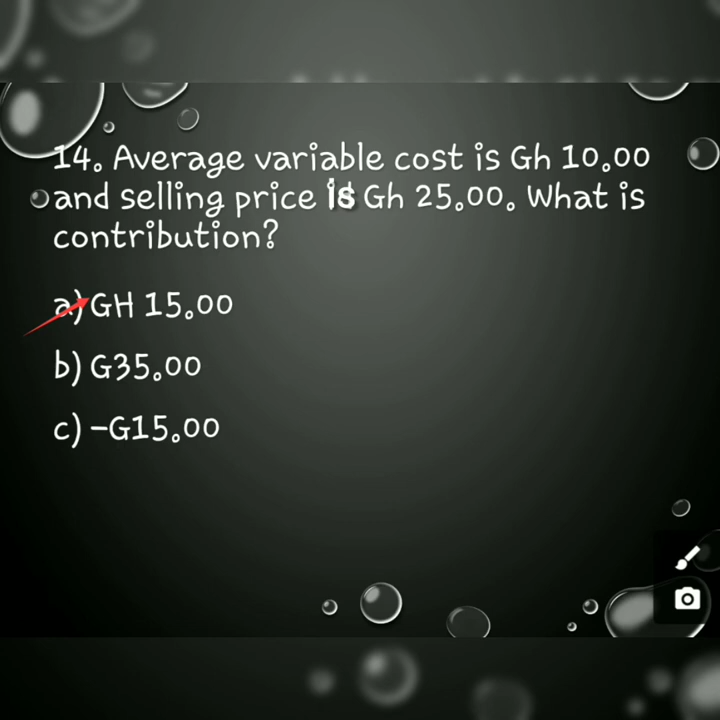 14. Average variable cost is Gh 10.00
and selling price is Gh 25.00. What is
contribution?
a) GH 15.00
b) G35.00
c) -G15.00